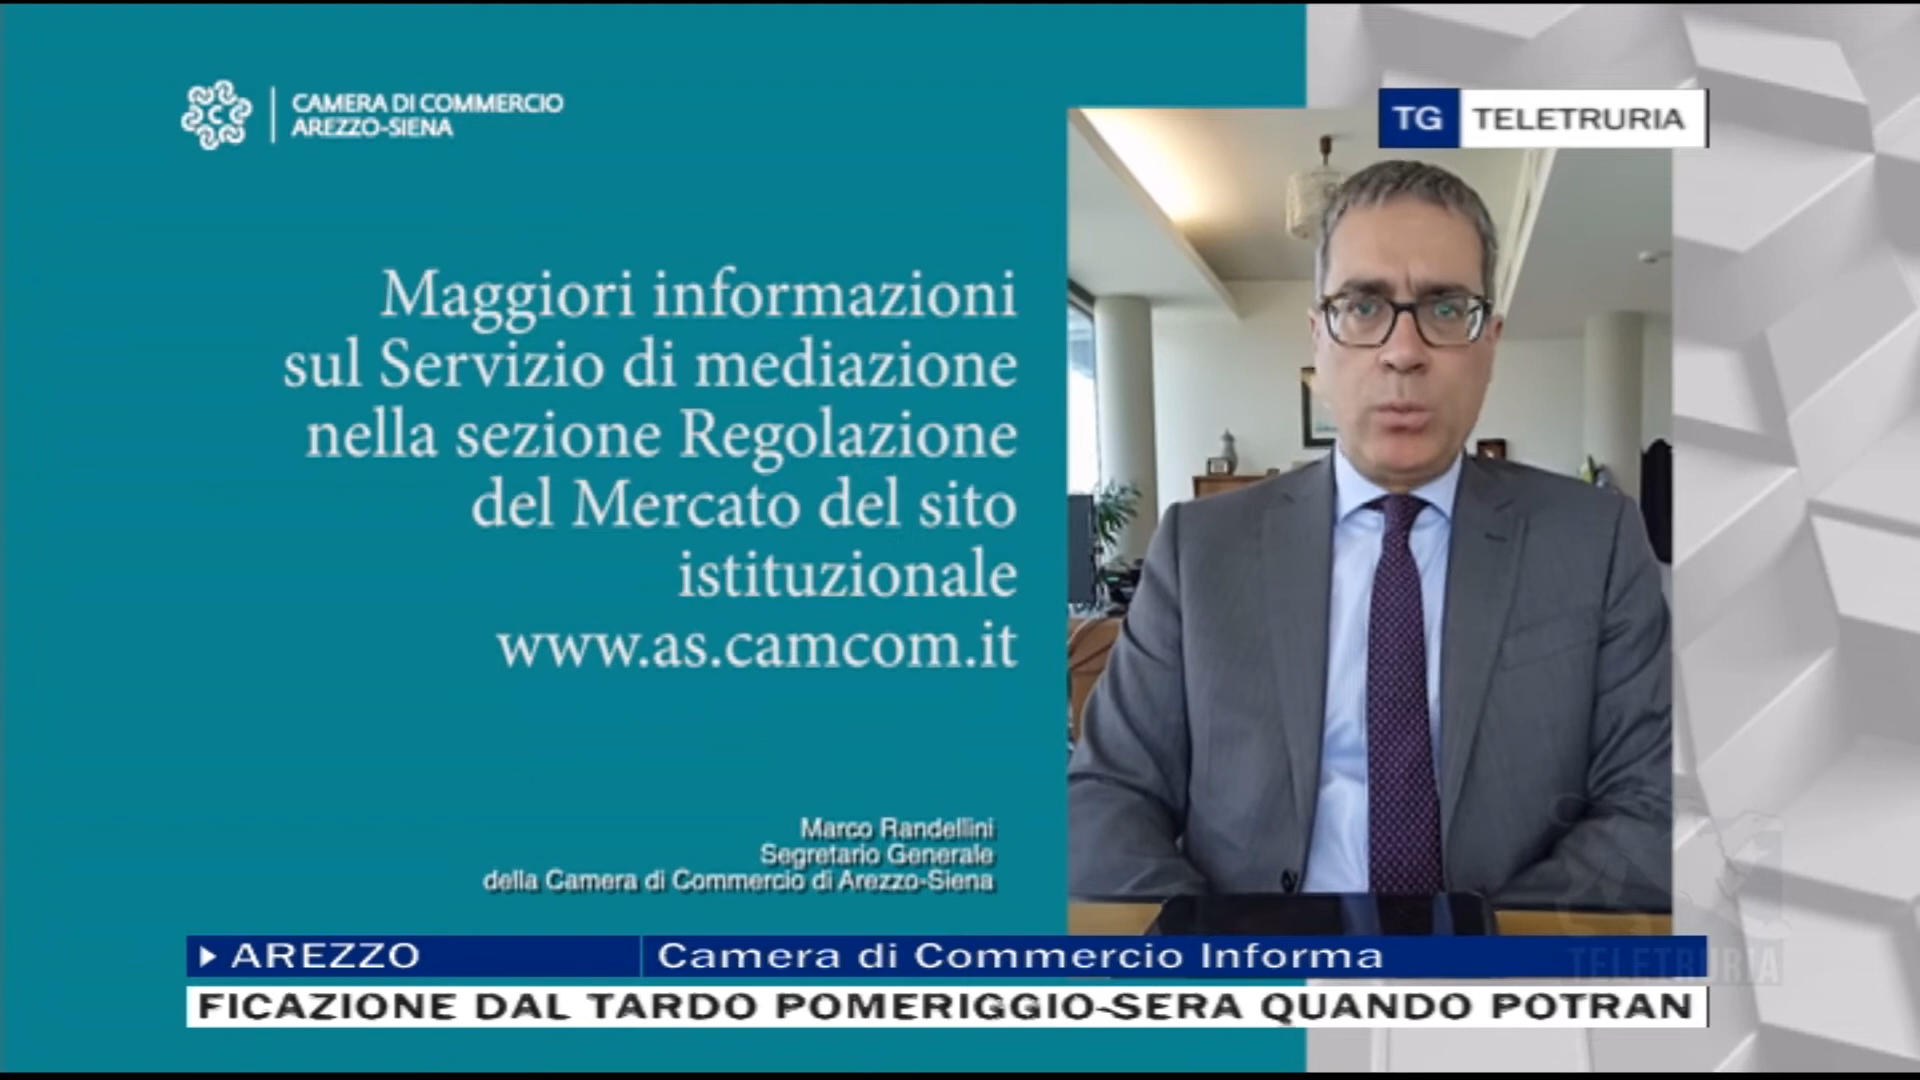 CAMERA DI COMMERCIO
AREZZO-SIENA
TG TELETRURIA
Maggiori informazioni
sul Servizio di mediazione
nella sezione Regolazione
del Mercato del sito
istituzionale
www.as.camcom.it
Marco Randellini
Segretario Generale
della Camera di Commercio di Arezzo-Siena
AREZZO Camera di Commercio Informa
TELETRURIA
FICAZIONE DAL TARDO POMERIGGIO-SERA QUANDO POTRAN